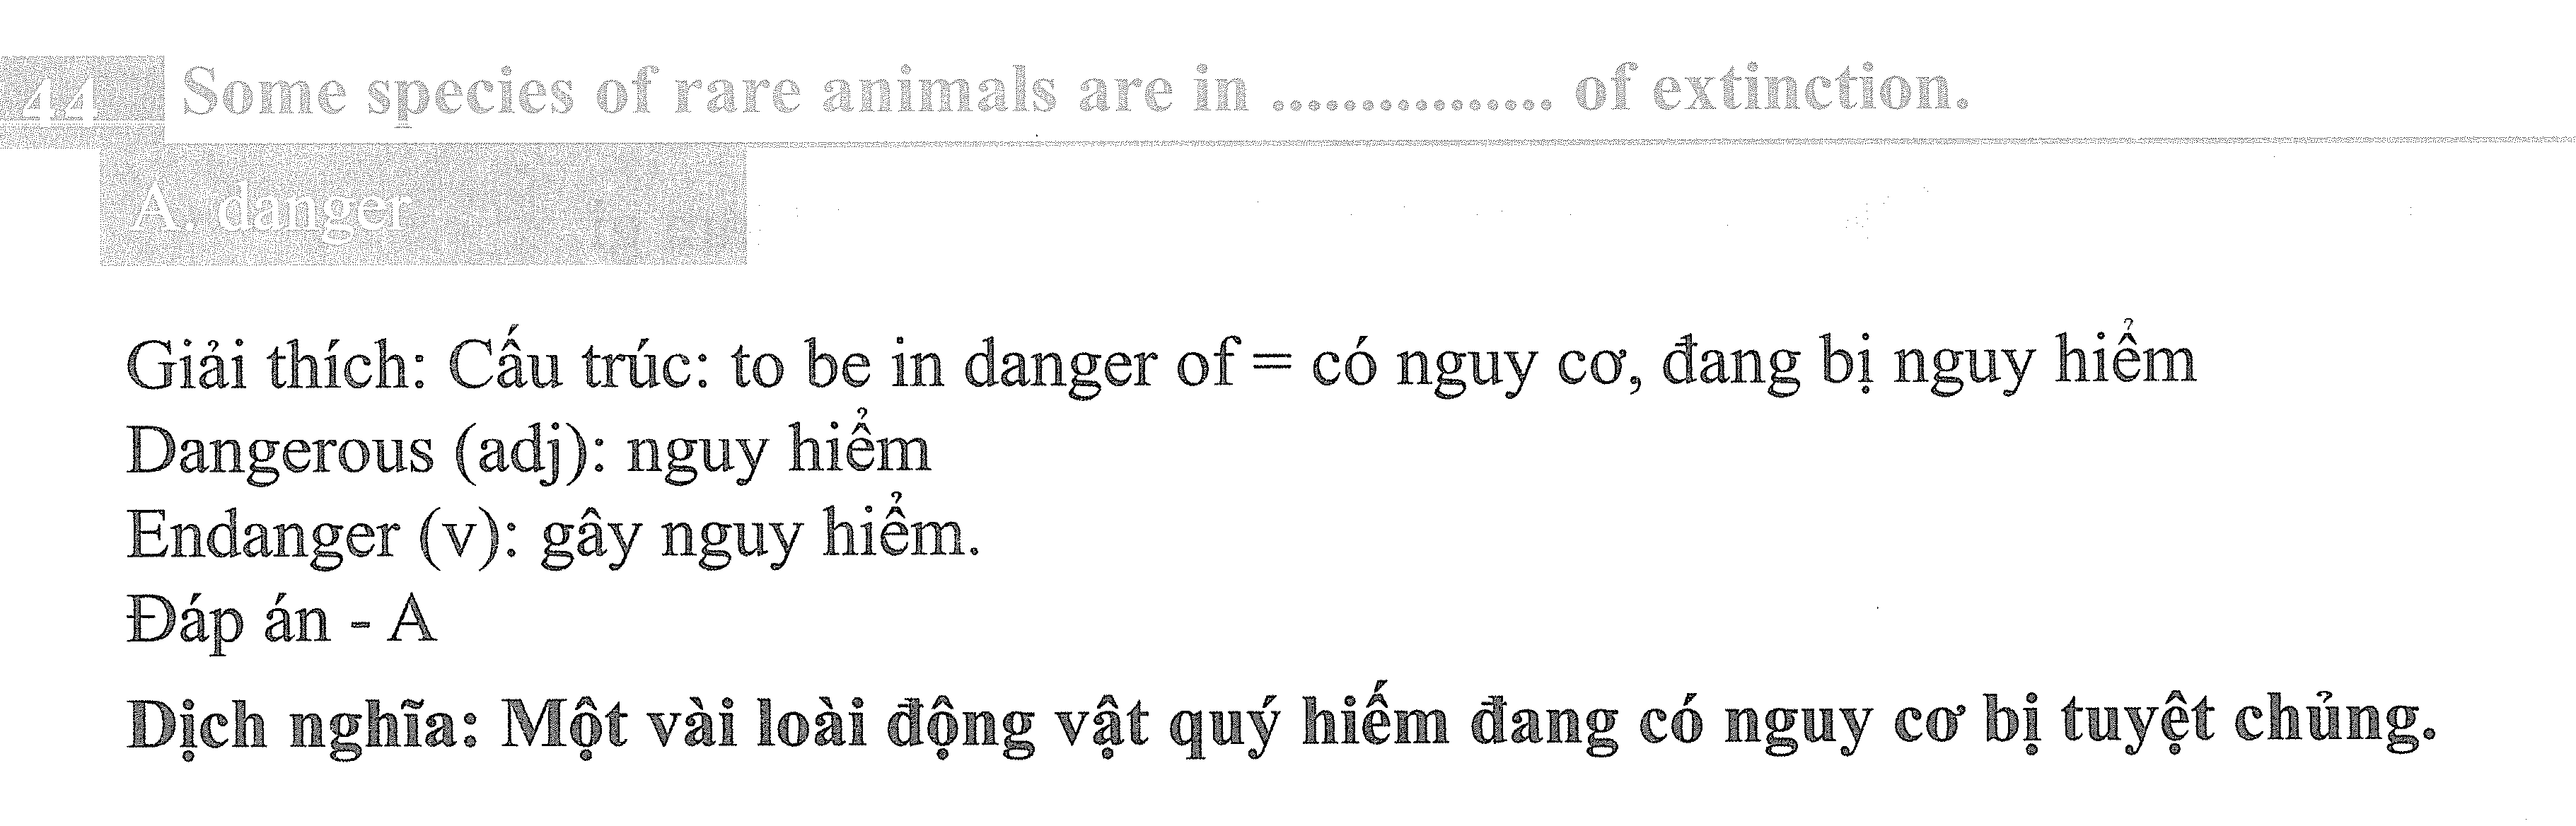 44 Some species of rare animals are in ................ of extinction.
A. danger
Giải thích: Cấu trúc: to be in danger of = có nguy cơ, đang bị nguy hiểm
Dangerous (adj): nguy hiểm
Endanger (v): gây nguy hiểm.
Đáp án - A
Dịch nghĩa: Một vài loài động vật quý hiếm đang có nguy cơ bị tuyệt chủng.